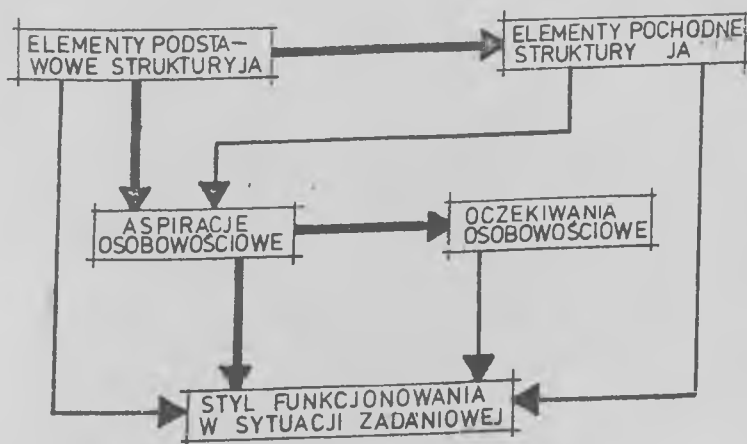 ELEMENTY PODSTA-
WOWE STRUKTURY JA
ELEMENTY POCHODNE
STRUKTURY JA
ASPIRACJE
OSOBOWOŚCIOWE
OCZEKIWANIA
OSOBOWOŚCIOWE
STYL FUNKCJONOWANIA
W SYTUACJI ZADANIOWEJ